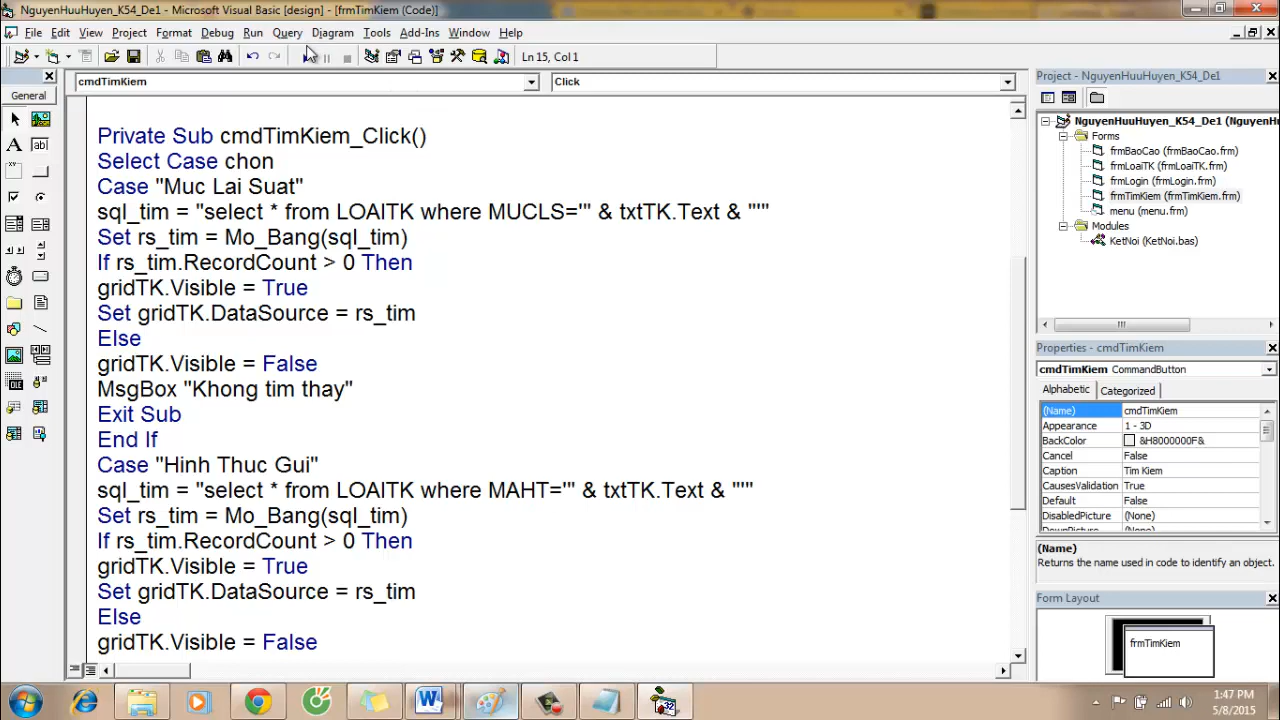 NguyenHuuHuyen_K54_De1 - Microsoft Visual Basic [design] - [frmTimKiem (Code)]
File Edit View Project Format Debug Run Query Diagram Tools Add-Ins Window Help
Ln 15, Col 1
General
cmdTimKiem
Click
Private Sub cmdTimKiem_Click()
Select Case chon
Case "Muc Lai Suat"
sql_tim = "select * from LOAITK where MUCLS='" & txtTK.Text & "'"
Set rs_tim = Mo_Bang(sql_tim)
If rs_tim.RecordCount > 0 Then
gridTK.Visible = True
Set gridTK.DataSource = rs_tim
Else
gridTK.Visible = False
MsgBox "Khong tim thay"
Exit Sub
End If
Case "Hinh Thuc Gui"
sql_tim = "select * from LOAITK where MAHT='" & txtTK.Text & "'"
Set rs_tim = Mo_Bang(sql_tim)
If rs_tim.RecordCount > 0 Then
gridTK.Visible = True
Set gridTK.DataSource = rs_tim
Else
gridTK.Visible = False
Project - NguyenHuuHuyen_K54_De1
NguyenHuuHuyen_K54_De1 (NguyenHu
Forms
frmBaoCao (frmBaoCao.frm)
frmLoaiTK (frmLoaiTK.frm)
frmLogin (frmLogin.frm)
frmTimKiem (frmTimKiem.frm)
menu (menu.frm)
Modules
KetNoi (KetNoi.bas)
Properties - cmdTimKiem
cmdTimKiem CommandButton
Alphabetic Categorized
(Name) cmdTimKiem
Appearance 1 - 3D
BackColor &H8000000F&
Cancel False
Caption Tim Kiem
CausesValidation True
Default False
DisabledPicture (None)
DownPicture (None)
(Name)
Returns the name used in code to identify an object.
Form Layout
frmTimKiem
1:47 PM
5/8/2015